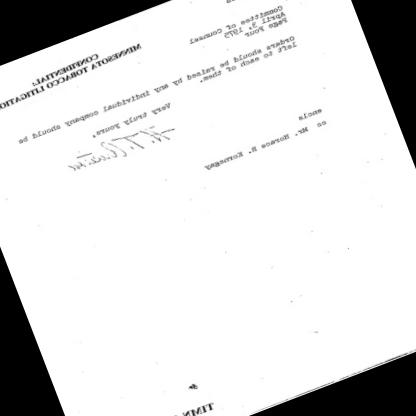 Committee of Counsel
April 3, 1975
Page Four
CONFIDENTIAL:
MINNESOTA TOBACCO LITIGATION
Orders should be raised by any individual company should be
left to each of them.
Very truly yours,
encls
cc Mr. Horace R. Kornegay
TIMN